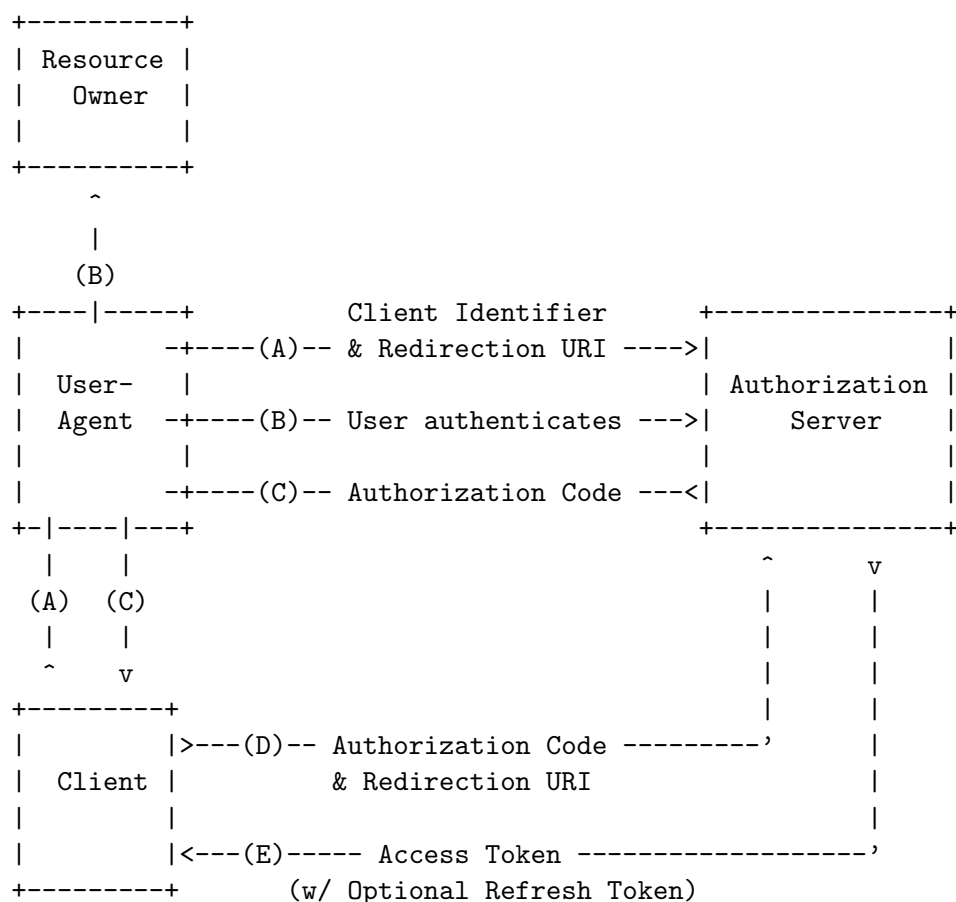 +----------+
| Resource |
|   Owner  |
|          |
+----------+
     ^
     |
    (B)
+----|-----+          Client Identifier      +---------------+
|         -+----(A)-- & Redirection URI ---->|               |
|  User-   |                                 | Authorization |
|  Agent  -+----(B)-- User authenticates --->|     Server    |
|          |                                 |               |
|         -+----(C)-- Authorization Code ---<|               |
+-|----|---+                                 +---------------+
  |    |                                         ^      v
 (A)  (C)                                        |      |
  |    |                                         |      |
  ^    v                                         |      |
+---------+                                      |      |
|         |>---(D)-- Authorization Code ---------'      |
|  Client |          & Redirection URI                  |
|         |                                             |
|         |<---(E)----- Access Token -------------------'
+---------+       (w/ Optional Refresh Token)